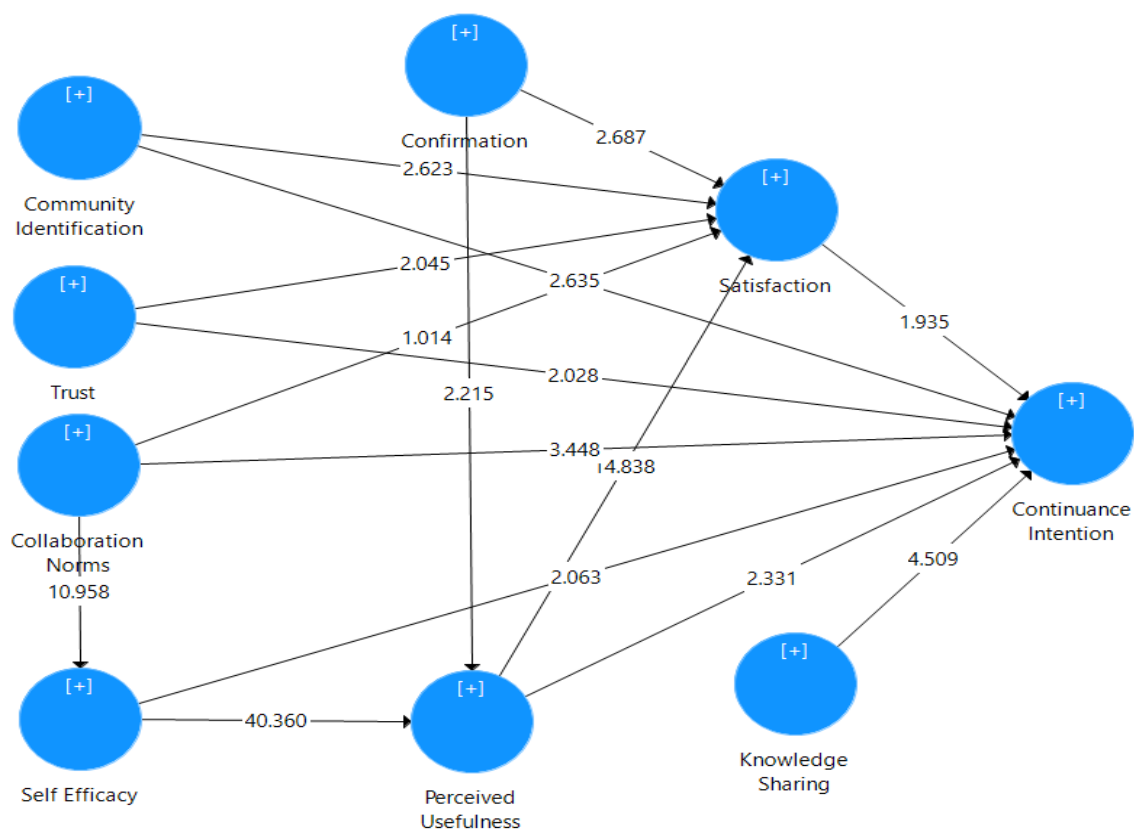 [+]
Confirmation
[+]
Community
Identification
2.687
2.623
[+]
Satisfaction
[+]
Trust
2.045
2.635
1.014
1.935
2.028
2.215
[+]
Collaboration
Norms
3.448
14.838
[+]
Continuance
Intention
10.958
2.063
2.331
4.509
[+]
Self Efficacy
40.360
[+]
Perceived
Usefulness
[+]
Knowledge
Sharing